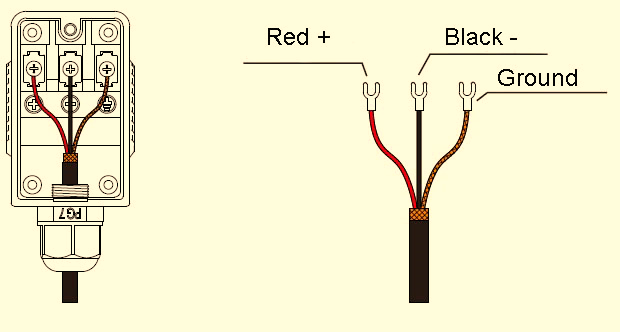 Red +
Black -
Ground
PG7